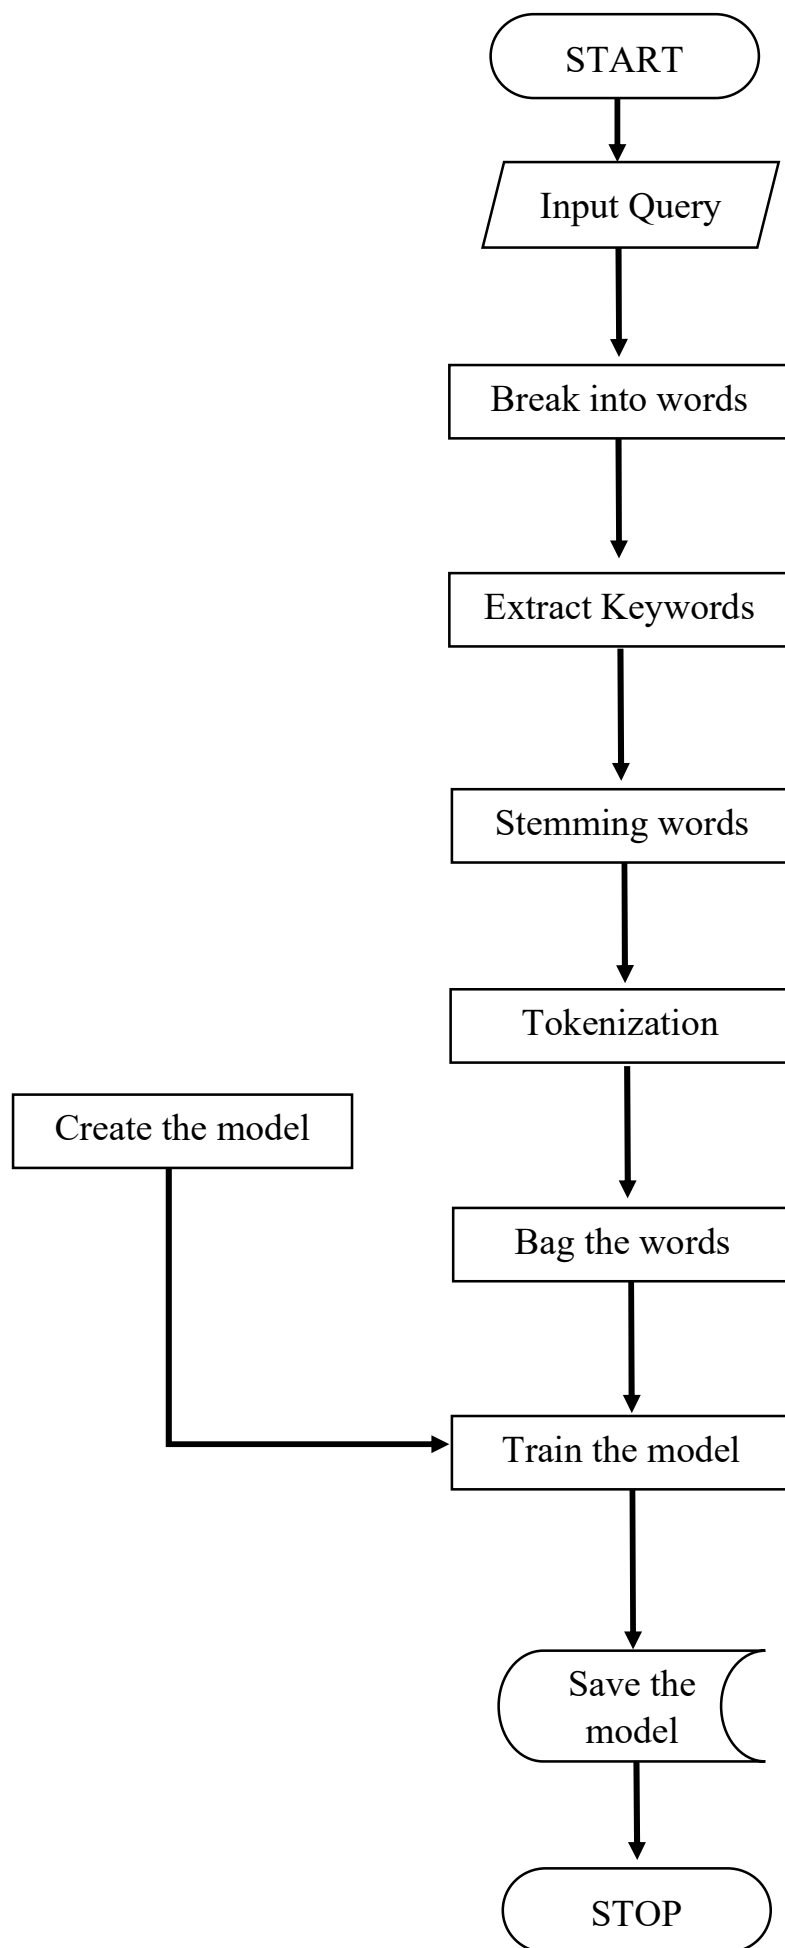 START
Input Query
Break into words
Extract Keywords
Stemming words
Tokenization
Create the model
Bag the words
Train the model
Save the
model
STOP